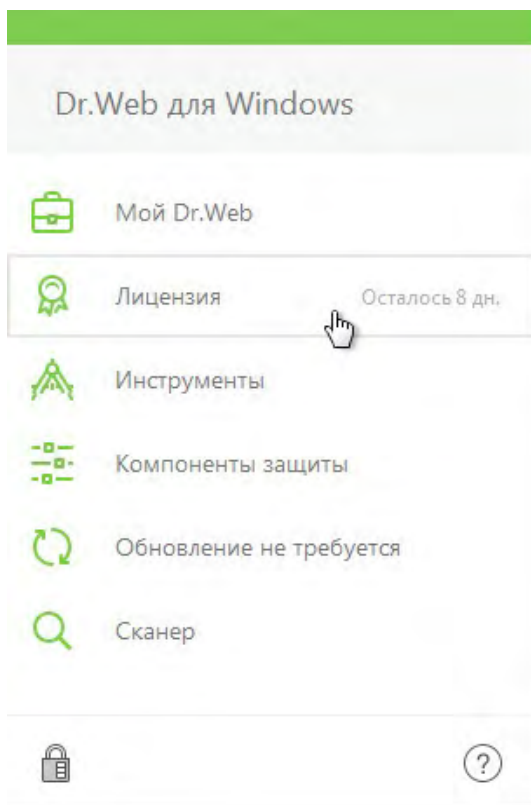 Dr.Web для Windows
Мой Dr.Web
Лицензия Осталось 8 дн.
Инструменты
Компоненты защиты
Обновление не требуется
Сканер
?